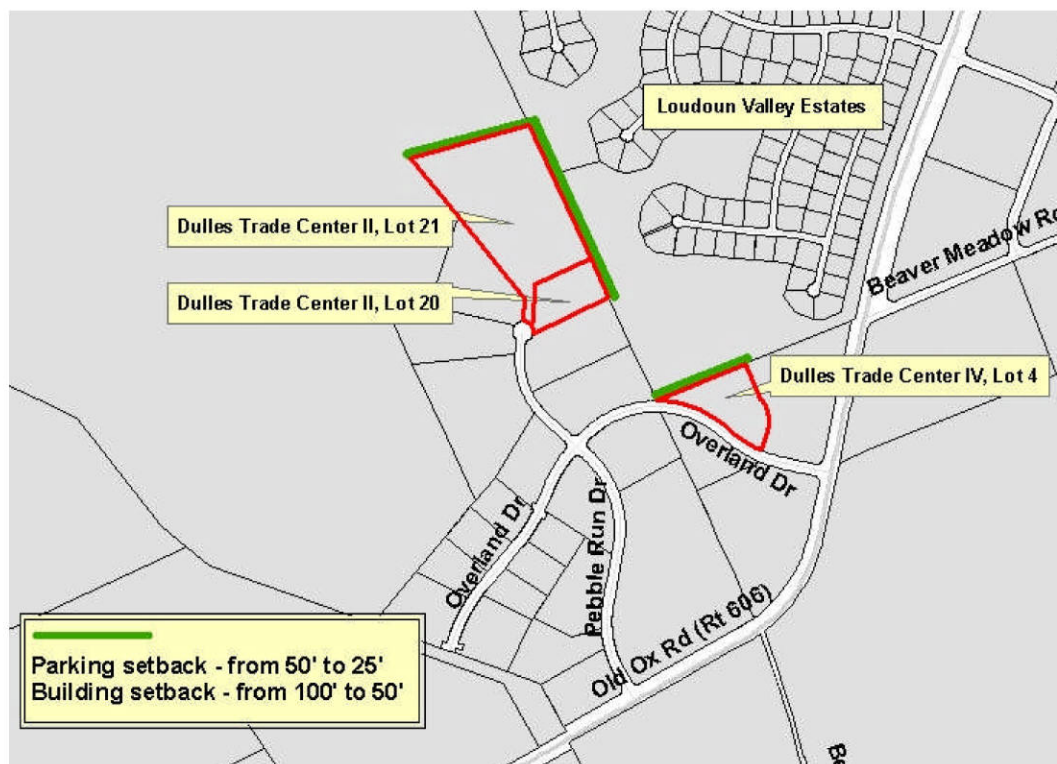 Loudoun Valley Estates
Dulles Trade Center II, Lot 21
Beaver Meadow Rd
Dulles Trade Center II, Lot 20
Dulles Trade Center IV, Lot 4
Overland Dr
Overland Dr
Pebble Run Dr
Old Ox Rd (Rt 606)
Parking setback - from 50' to 25'
Building setback - from 100' to 50'